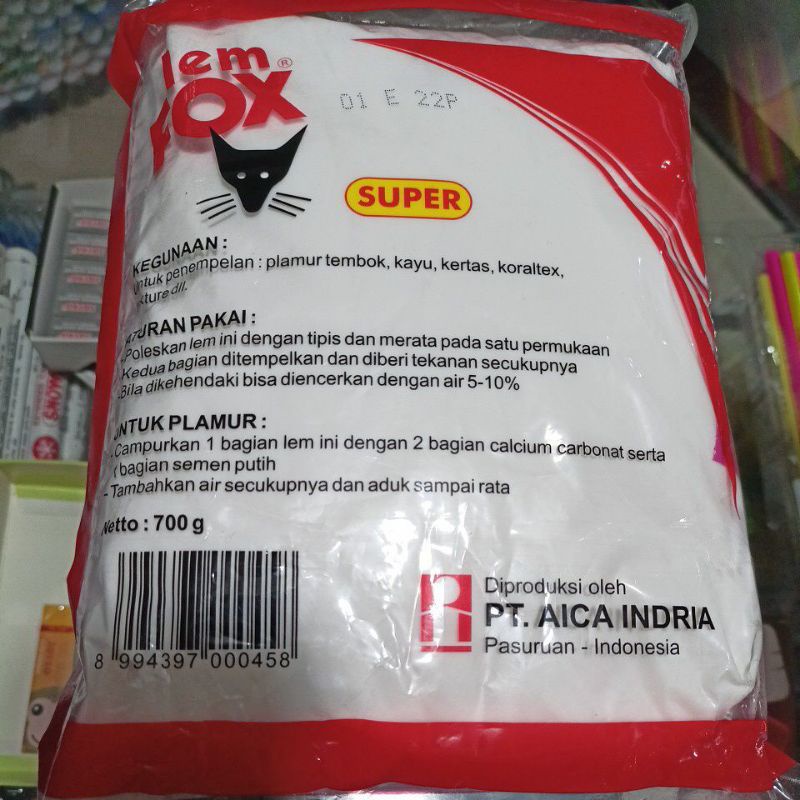 lem®
FOX
01 E 22P
SUPER
KEGUNAAN :
Untuk penempelan : plamur tembok, kayu, kertas, koraltex,
xture dll.
ATURAN PAKAI :
-Poleskan lem ini dengan tipis dan merata pada satu permukaan
-Kedua bagian ditempelkan dan diberi tekanan secukupnya
-Bila dikehendaki bisa diencerkan dengan air 5-10%
UNTUK PLAMUR :
-Campurkan 1 bagian lem ini dengan 2 bagian calcium carbonat serta
1 bagian semen putih
- Tambahkan air secukupnya dan aduk sampai rata
Netto : 700 g
8 994397 000458
Diproduksi oleh
PT. AICA INDRIA
Pasuruan - Indonesia
SNOWMAN